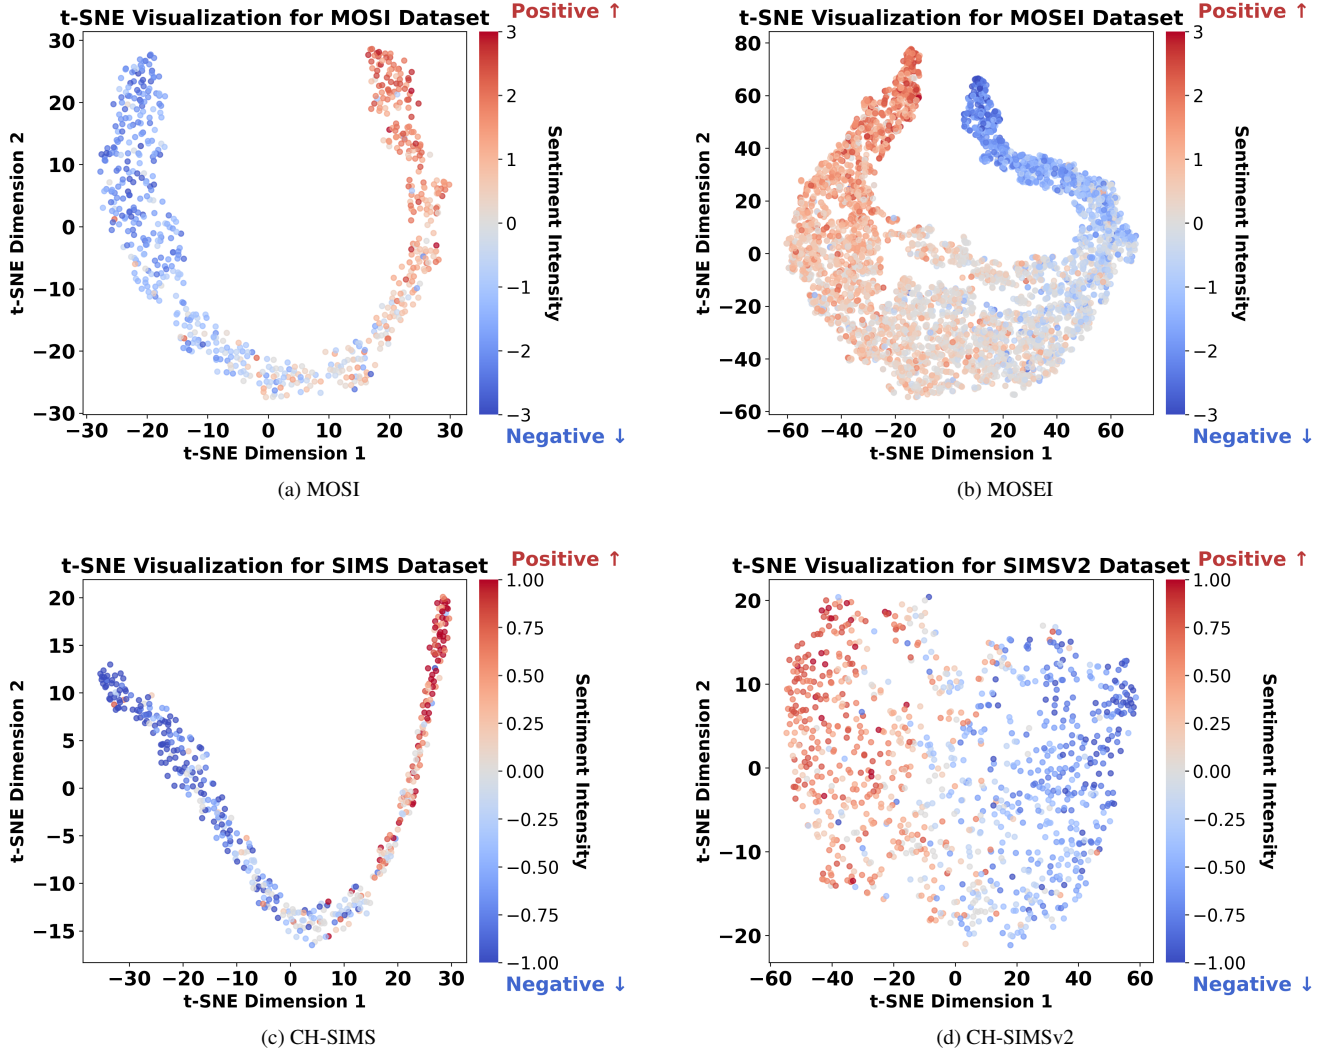 t-SNE Visualization for MOSI Dataset
Positive ↑
30
20
10
0
−10
−20
−30
t-SNE Dimension 2
−30 −20 −10 0 10 20 30
t-SNE Dimension 1
3
2
1
0
−1
−2
−3
Sentiment Intensity
Negative ↓
(a) MOSI
t-SNE Visualization for MOSEI Dataset
Positive ↑
80
60
40
20
0
−20
−40
−60
t-SNE Dimension 2
−60 −40 −20 0 20 40 60
t-SNE Dimension 1
3
2
1
0
−1
−2
−3
Sentiment Intensity
Negative ↓
(b) MOSEI
t-SNE Visualization for SIMS Dataset
Positive ↑
20
15
10
5
0
−5
−10
−15
t-SNE Dimension 2
−30 −20 −10 0 10 20 30
t-SNE Dimension 1
1.00
0.75
0.50
0.25
0.00
−0.25
−0.50
−0.75
−1.00
Sentiment Intensity
Negative ↓
(c) CH-SIMS
t-SNE Visualization for SIMSV2 Dataset
Positive ↑
20
10
0
−10
−20
t-SNE Dimension 2
−60 −40 −20 0 20 40 60
t-SNE Dimension 1
1.00
0.75
0.50
0.25
0.00
−0.25
−0.50
−0.75
−1.00
Sentiment Intensity
Negative ↓
(d) CH-SIMSv2